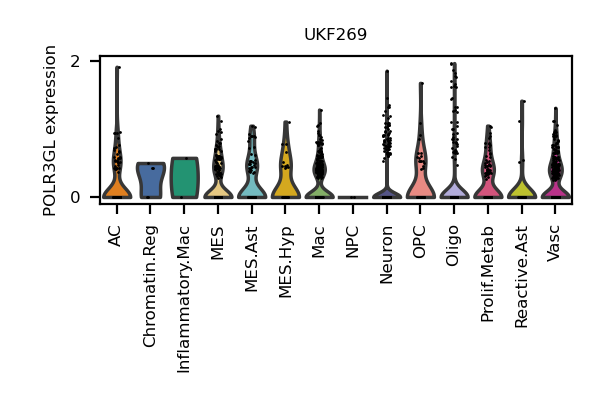 UKF269
POLR3GL expression
2
0
AC
Chromatin.Reg
Inflammatory.Mac
MES
MES.Ast
MES.Hyp
Mac
NPC
Neuron
OPC
Oligo
Prolif.Metab
Reactive.Ast
Vasc